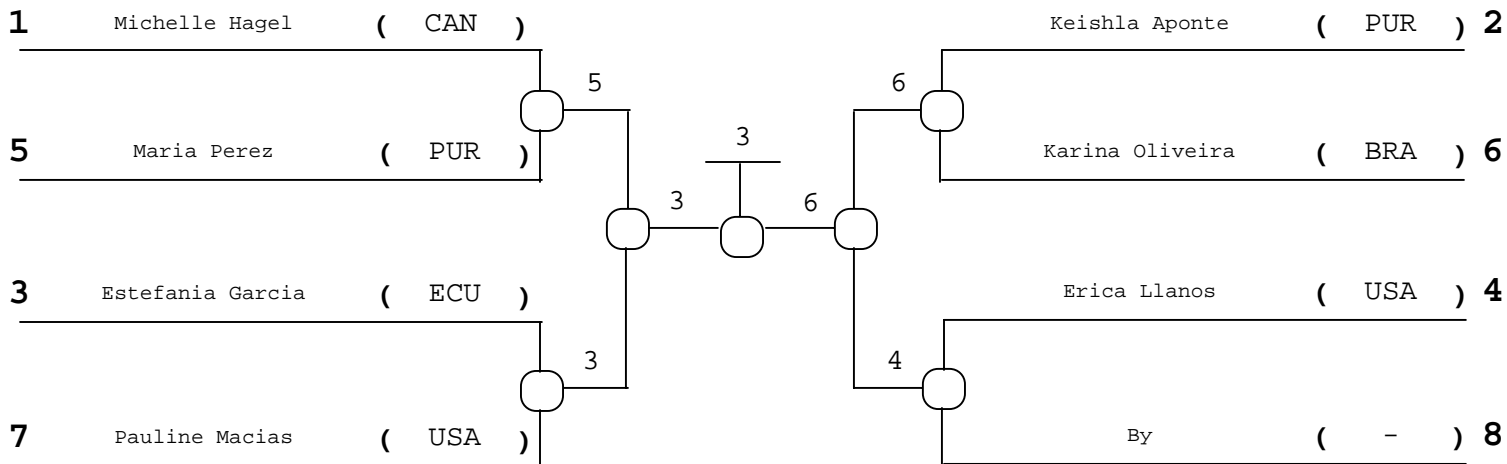 1 Michelle Hagel ( CAN ) Keishla Aponte ( PUR ) 2
5 6
5 Maria Perez ( PUR ) 3 Karina Oliveira ( BRA ) 6
3 6
3 Estefania Garcia ( ECU ) Erica Llanos ( USA ) 4
3 4
7 Pauline Macias ( USA ) By ( - ) 8